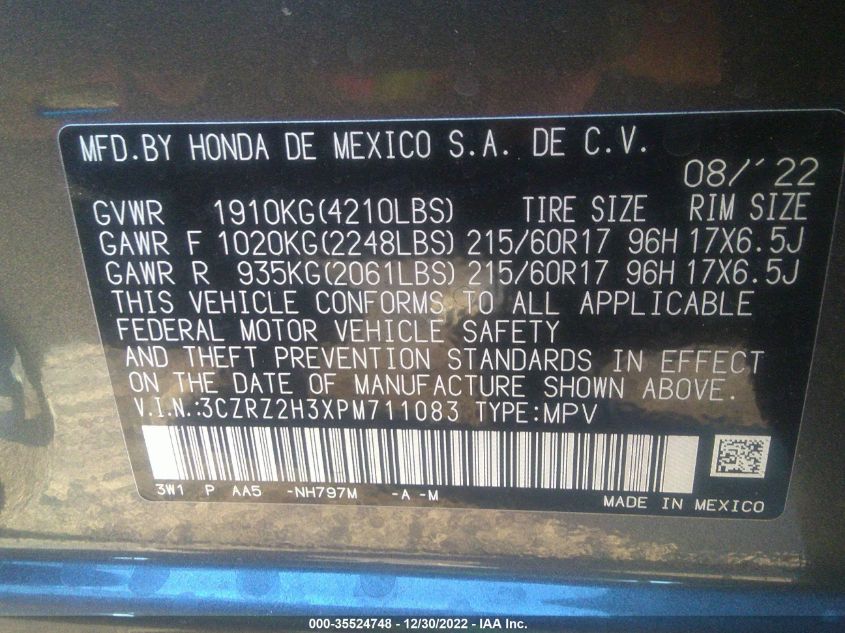 MFD.BY HONDA DE MEXICO S.A. DE C.V.
08/'22
GVWR 1910KG(4210LBS) TIRE SIZE RIM SIZE
GAWR F 1020KG(2248LBS) 215/60R17 96H 17X6.5J
GAWR R 935KG(2061LBS) 215/60R17 96H 17X6.5J
THIS VEHICLE CONFORMS TO ALL APPLICABLE
FEDERAL MOTOR VEHICLE SAFETY
AND THEFT PREVENTION STANDARDS IN EFFECT
ON THE DATE OF MANUFACTURE SHOWN ABOVE.
V.I.N.:3CZRZ2H3XPM711083 TYPE:MPV
3W1 P AA5 -NH797M -A -M
MADE IN MEXICO
000-35524748 - 12/30/2022 - IAA Inc.